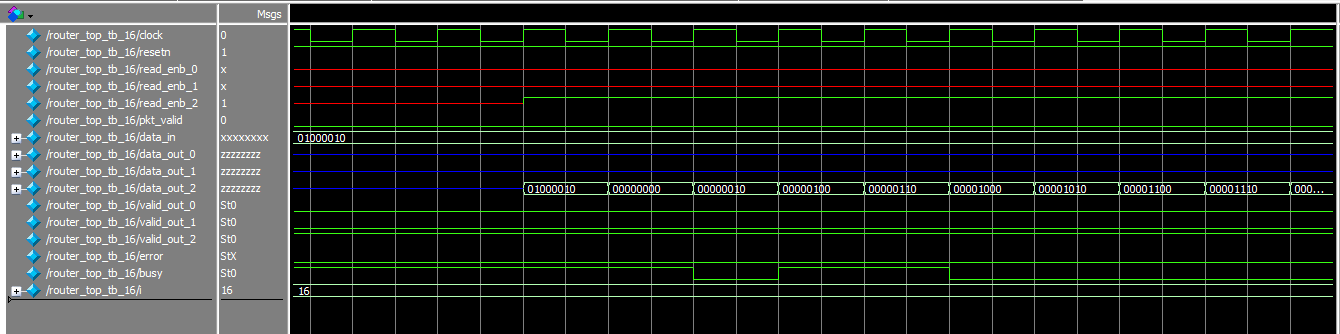 Msgs
/router_top_tb_16/clock 0
/router_top_tb_16/resetn 1
/router_top_tb_16/read_enb_0 x
/router_top_tb_16/read_enb_1 x
/router_top_tb_16/read_enb_2 1
/router_top_tb_16/pkt_valid 0
/router_top_tb_16/data_in xxxxxxxx 01000010
/router_top_tb_16/data_out_0 zzzzzzzz
/router_top_tb_16/data_out_1 zzzzzzzz
/router_top_tb_16/data_out_2 zzzzzzzz 01000010 00000000 00000010 00000100 00000110 00001000 00001010 00001100 00001110 000...
/router_top_tb_16/valid_out_0 St0
/router_top_tb_16/valid_out_1 St0
/router_top_tb_16/valid_out_2 St0
/router_top_tb_16/error StX
/router_top_tb_16/busy St0
/router_top_tb_16/i 16 16